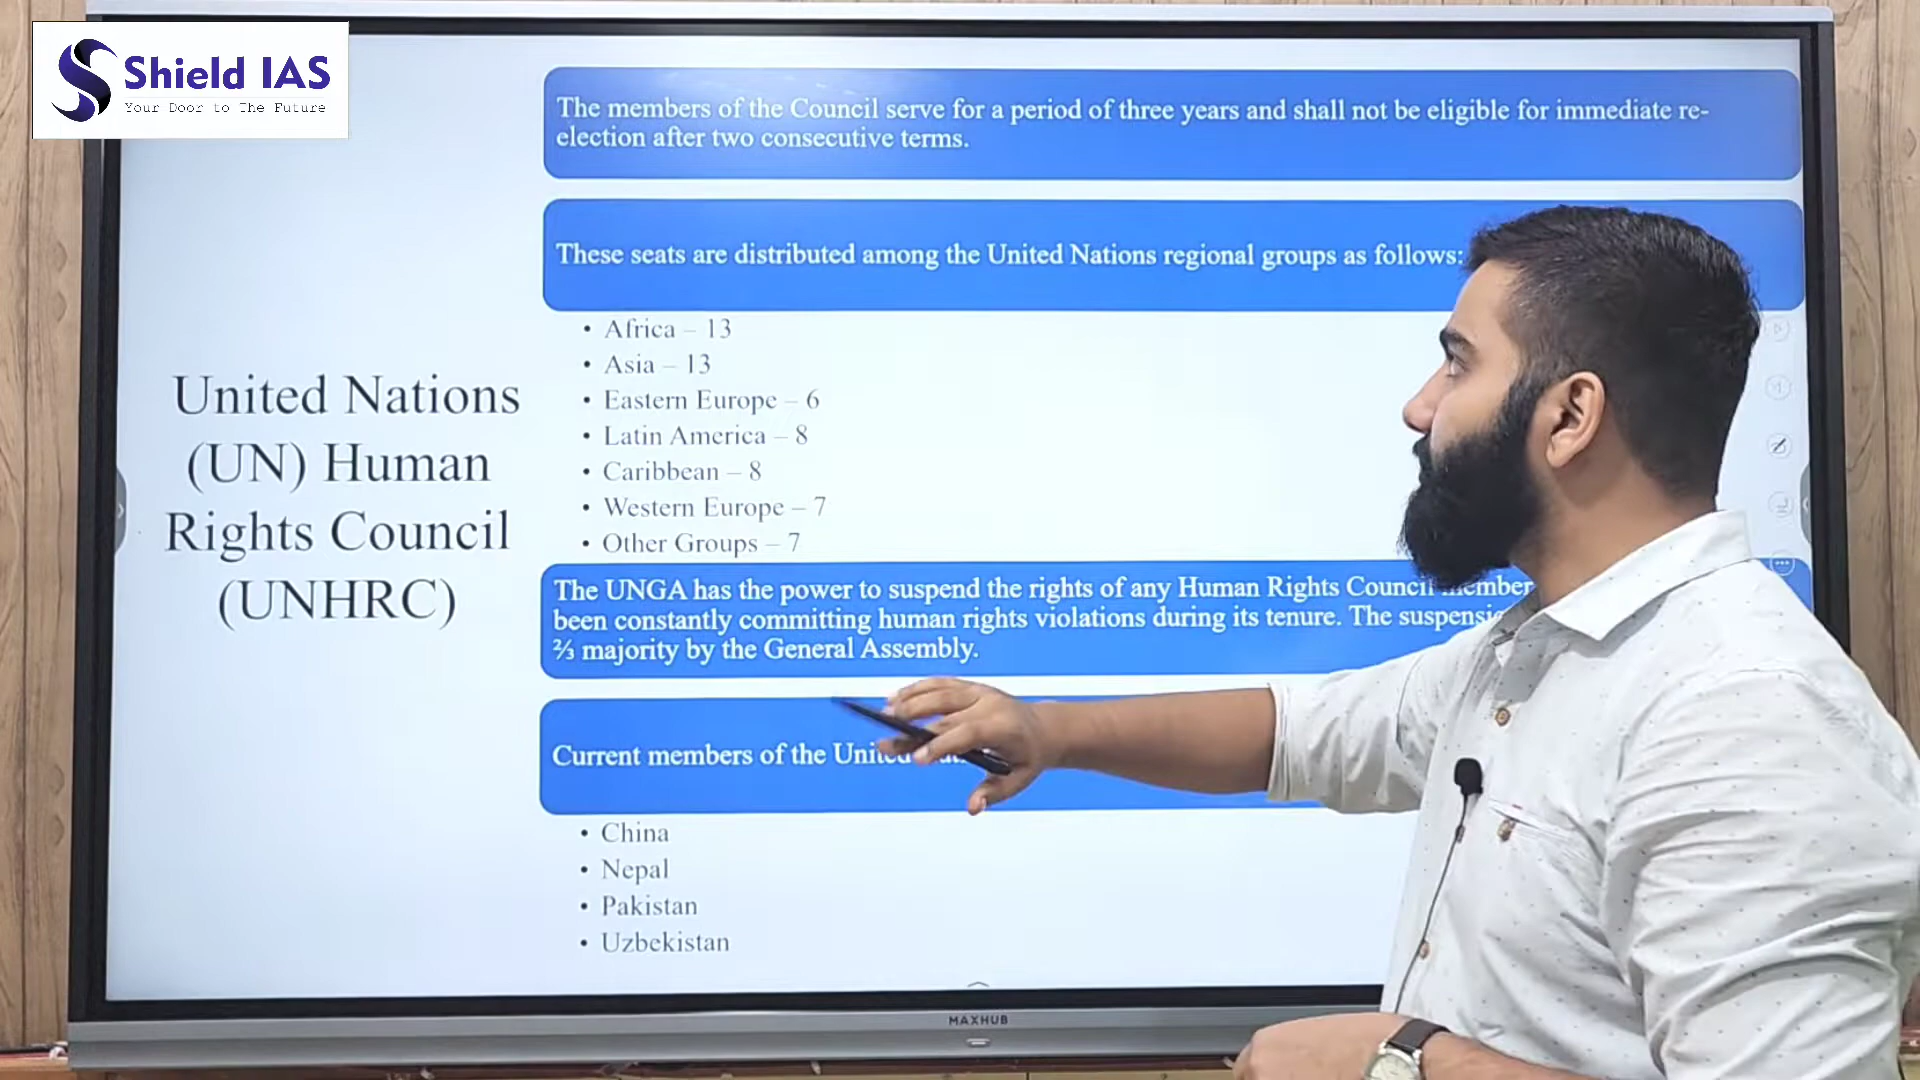 Shield IAS
Your Door to The Future
The members of the Council serve for a period of three years and shall not be eligible for immediate re-
election after two consecutive terms.
These seats are distributed among the United Nations regional groups as follows:
• Africa – 13
• Asia – 13
• Eastern Europe – 6
• Latin America – 8
• Caribbean – 8
• Western Europe – 7
• Other Groups – 7
United Nations
(UN) Human
Rights Council
(UNHRC)
The UNGA has the power to suspend the rights of any Human Rights Council member
been constantly committing human rights violations during its tenure. The
⅔ majority by the General Assembly.
Current members of the
• China
• Nepal
• Pakistan
• Uzbekistan
MAXHUB